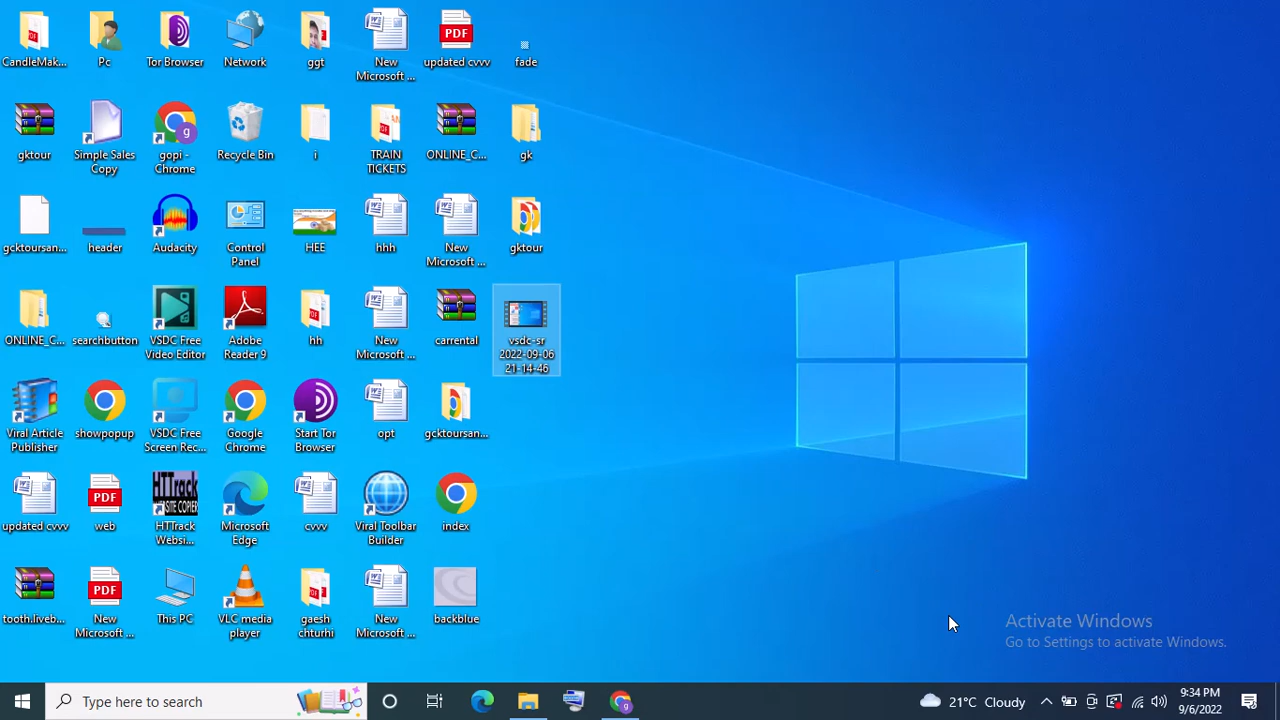 CandleMak...
Pc
Tor Browser
Network
ggt
New
Microsoft ...
PDF
updated cvvv
fade
gktour
Simple Sales
Copy
gopi -
Chrome
Recycle Bin
i
TRAIN
TICKETS
ONLINE_C...
gk
gcktoursan...
header
Audacity
Control
Panel
HEE
hhh
New
Microsoft ...
gktour
ONLINE_C...
searchbutton
VSDC Free
Video Editor
Adobe
Reader 9
hh
New
Microsoft ...
carrental
vsdc-sr
2022-09-06
21-14-46
Viral Article
Publisher
showpopup
VSDC Free
Screen Rec...
Google
Chrome
Start Tor
Browser
opt
gcktoursan...
updated cvvv
PDF
web
HTTrack
WEBSITE COPIER
HTTrack
Websi...
Microsoft
Edge
cvvv
Viral Toolbar
Builder
index
tooth.liveb...
PDF
New
Microsoft ...
This PC
VLC media
player
gaesh
chturhi
New
Microsoft ...
backblue
Activate Windows
Go to Settings to activate Windows.
Type here to search
21°C Cloudy
9:34 PM
9/6/2022